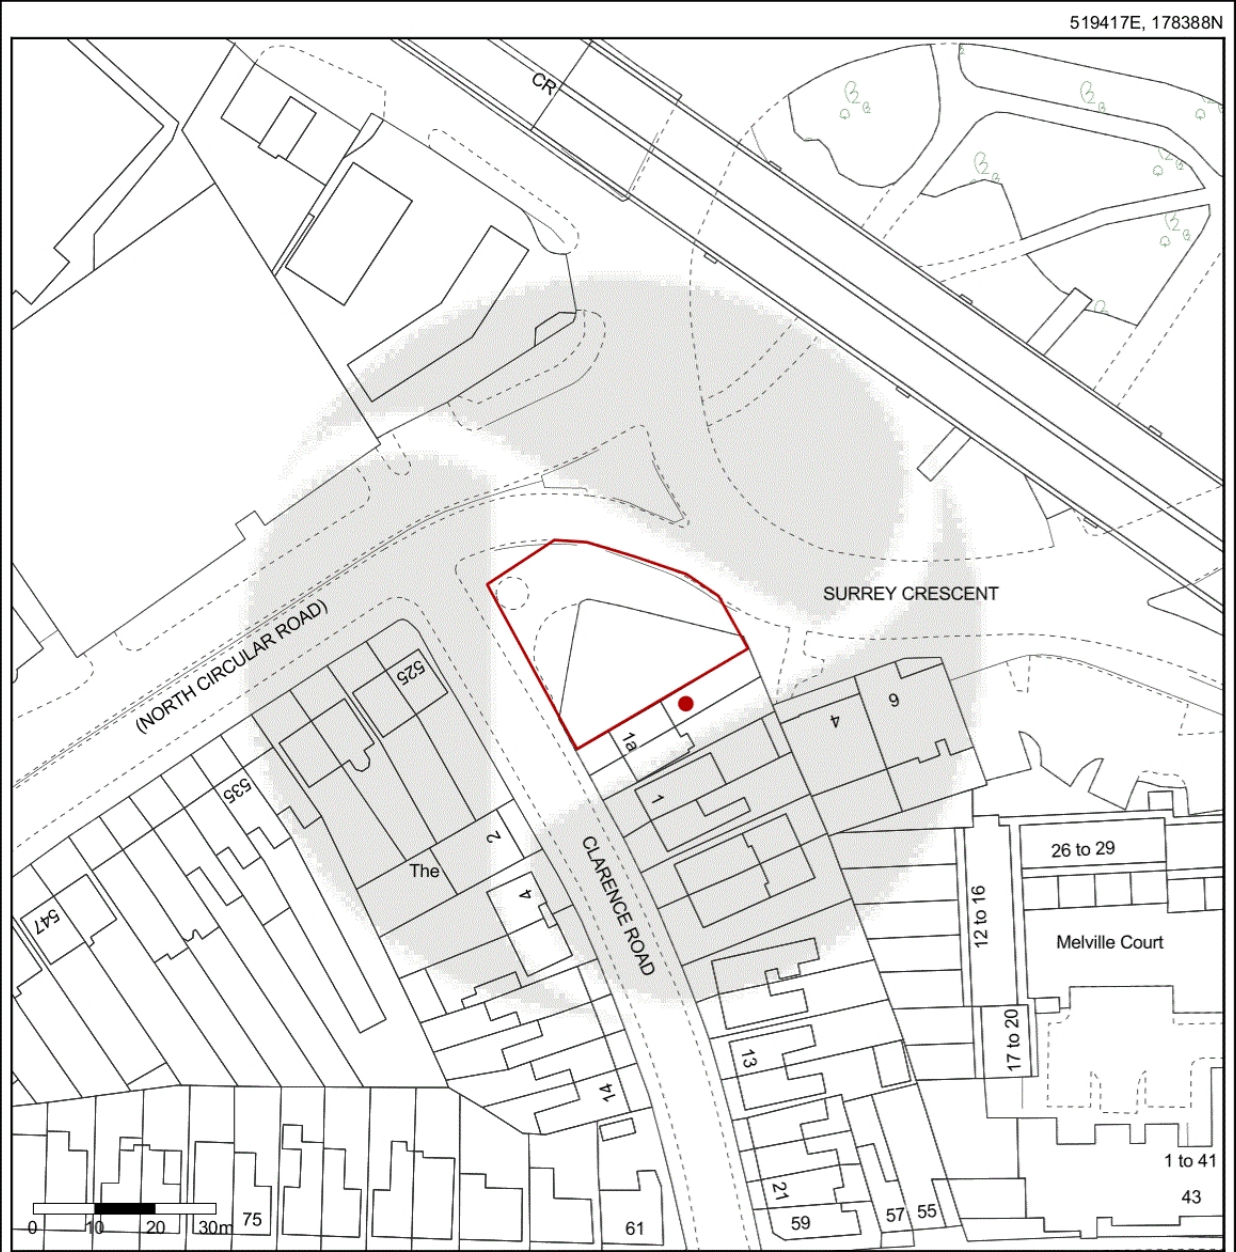 519417E, 178388N
CR
SURREY CRESCENT
(NORTH CIRCULAR ROAD)
525
6
4
1a
535
1
CLARENCE ROAD
2
The
4
26 to 29
547
12 to 16
Melville Court
17 to 20
13
14
1 to 41
21
43
75
61
59
57
55
0 10 20 30m